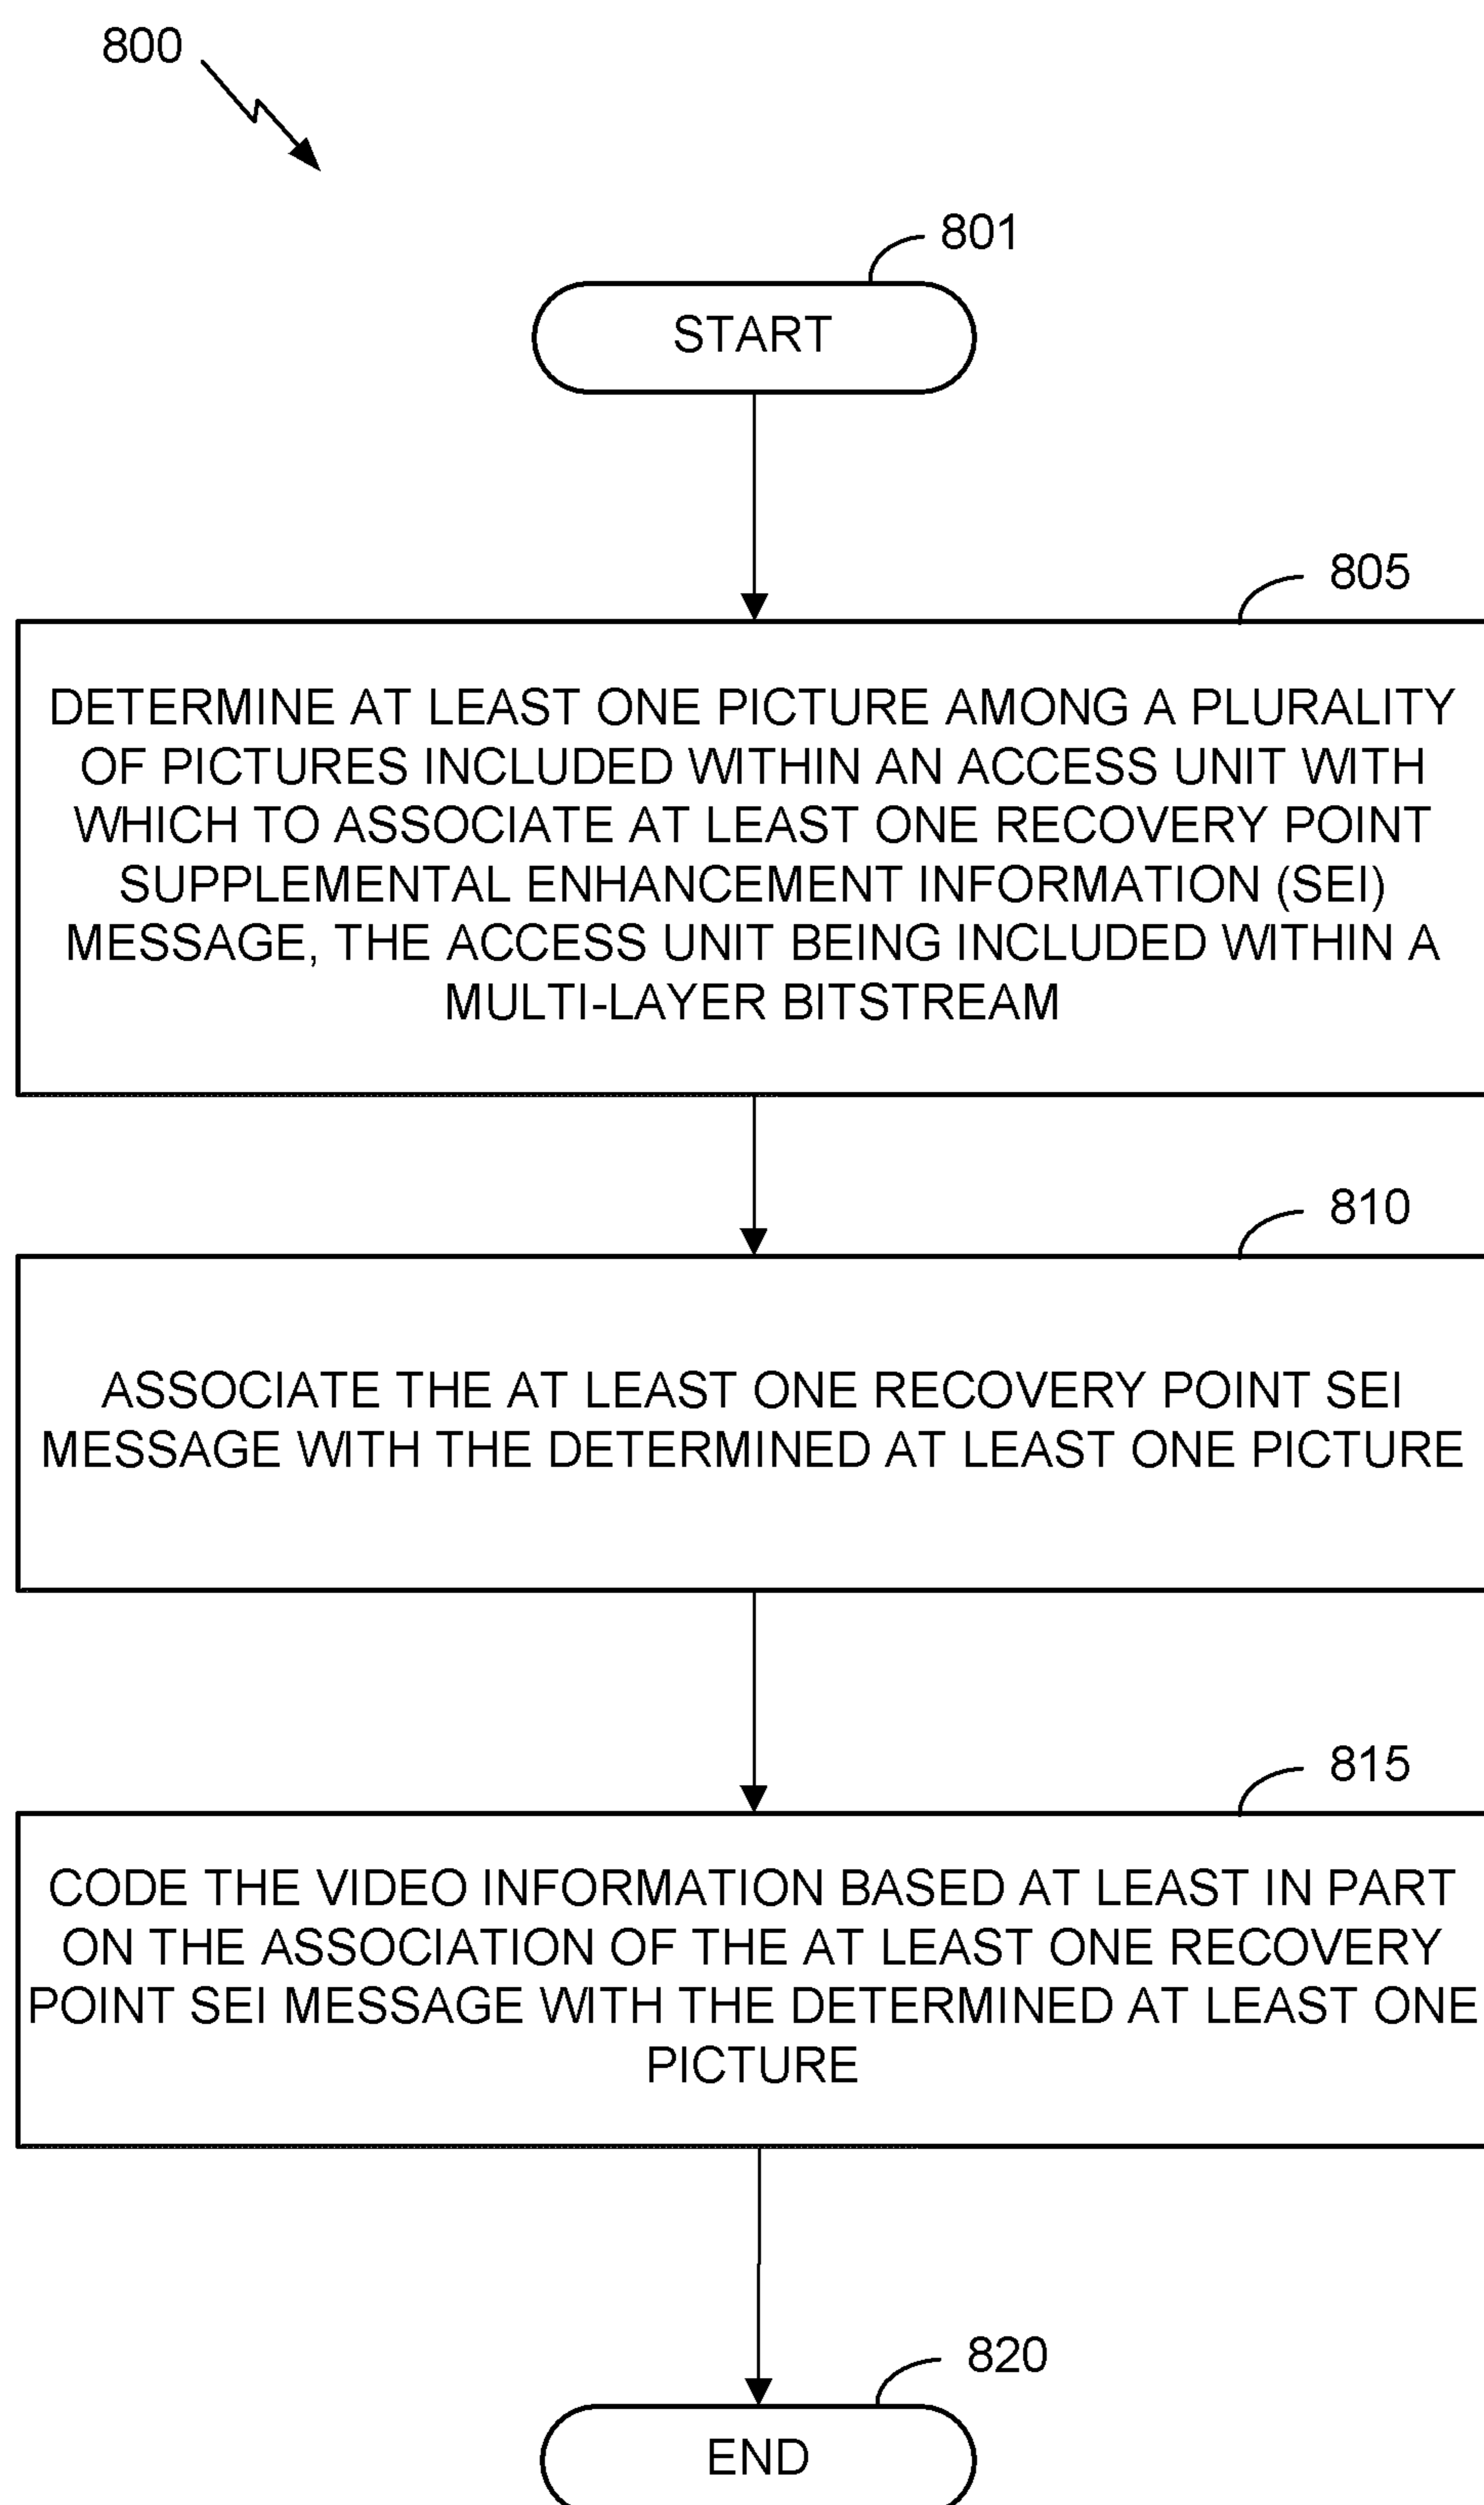 800
801
START
805
DETERMINE AT LEAST ONE PICTURE AMONG A PLURALITY
OF PICTURES INCLUDED WITHIN AN ACCESS UNIT WITH
WHICH TO ASSOCIATE AT LEAST ONE RECOVERY POINT
SUPPLEMENTAL ENHANCEMENT INFORMATION (SEI)
MESSAGE, THE ACCESS UNIT BEING INCLUDED WITHIN A
MULTI-LAYER BITSTREAM
810
ASSOCIATE THE AT LEAST ONE RECOVERY POINT SEI
MESSAGE WITH THE DETERMINED AT LEAST ONE PICTURE
815
CODE THE VIDEO INFORMATION BASED AT LEAST IN PART
ON THE ASSOCIATION OF THE AT LEAST ONE RECOVERY
POINT SEI MESSAGE WITH THE DETERMINED AT LEAST ONE
PICTURE
820
END